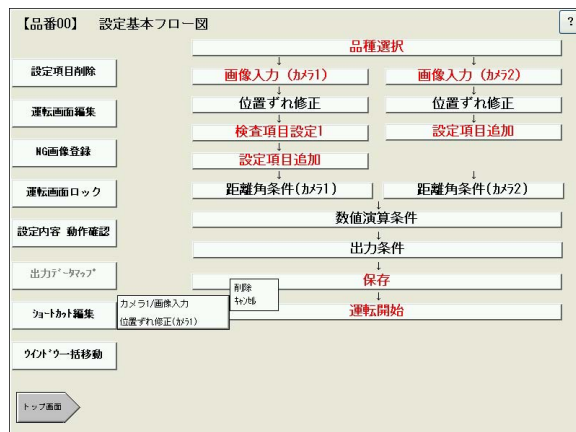 【品番00】 設定基本フロー図
?
品種選択
↓ ↓
設定項目削除
画像入力 (ｶﾒﾗ1)
画像入力 (ｶﾒﾗ2)
↓ ↓
運転画面編集
位置ずれ修正
位置ずれ修正
↓ ↓
検査項目設定1
設定項目追加
↓
NG画像登録
設定項目追加
↓ ↓
運転画面ロック
距離角条件(ｶﾒﾗ1)
距離角条件(ｶﾒﾗ2)
↓
数値演算条件
設定内容 動作確認
↓
出力条件
↓
出力ﾃﾞｰﾀﾏｯﾌﾟ
保存
削除
ｷｬﾝｾﾙ
↓
ｼｮｰﾄｶｯﾄ編集
カメラ1/画像入力
位置ずれ修正(ｶﾒﾗ1)
運転開始
ｳｲﾝﾄﾞｳ一括移動
トップ画面